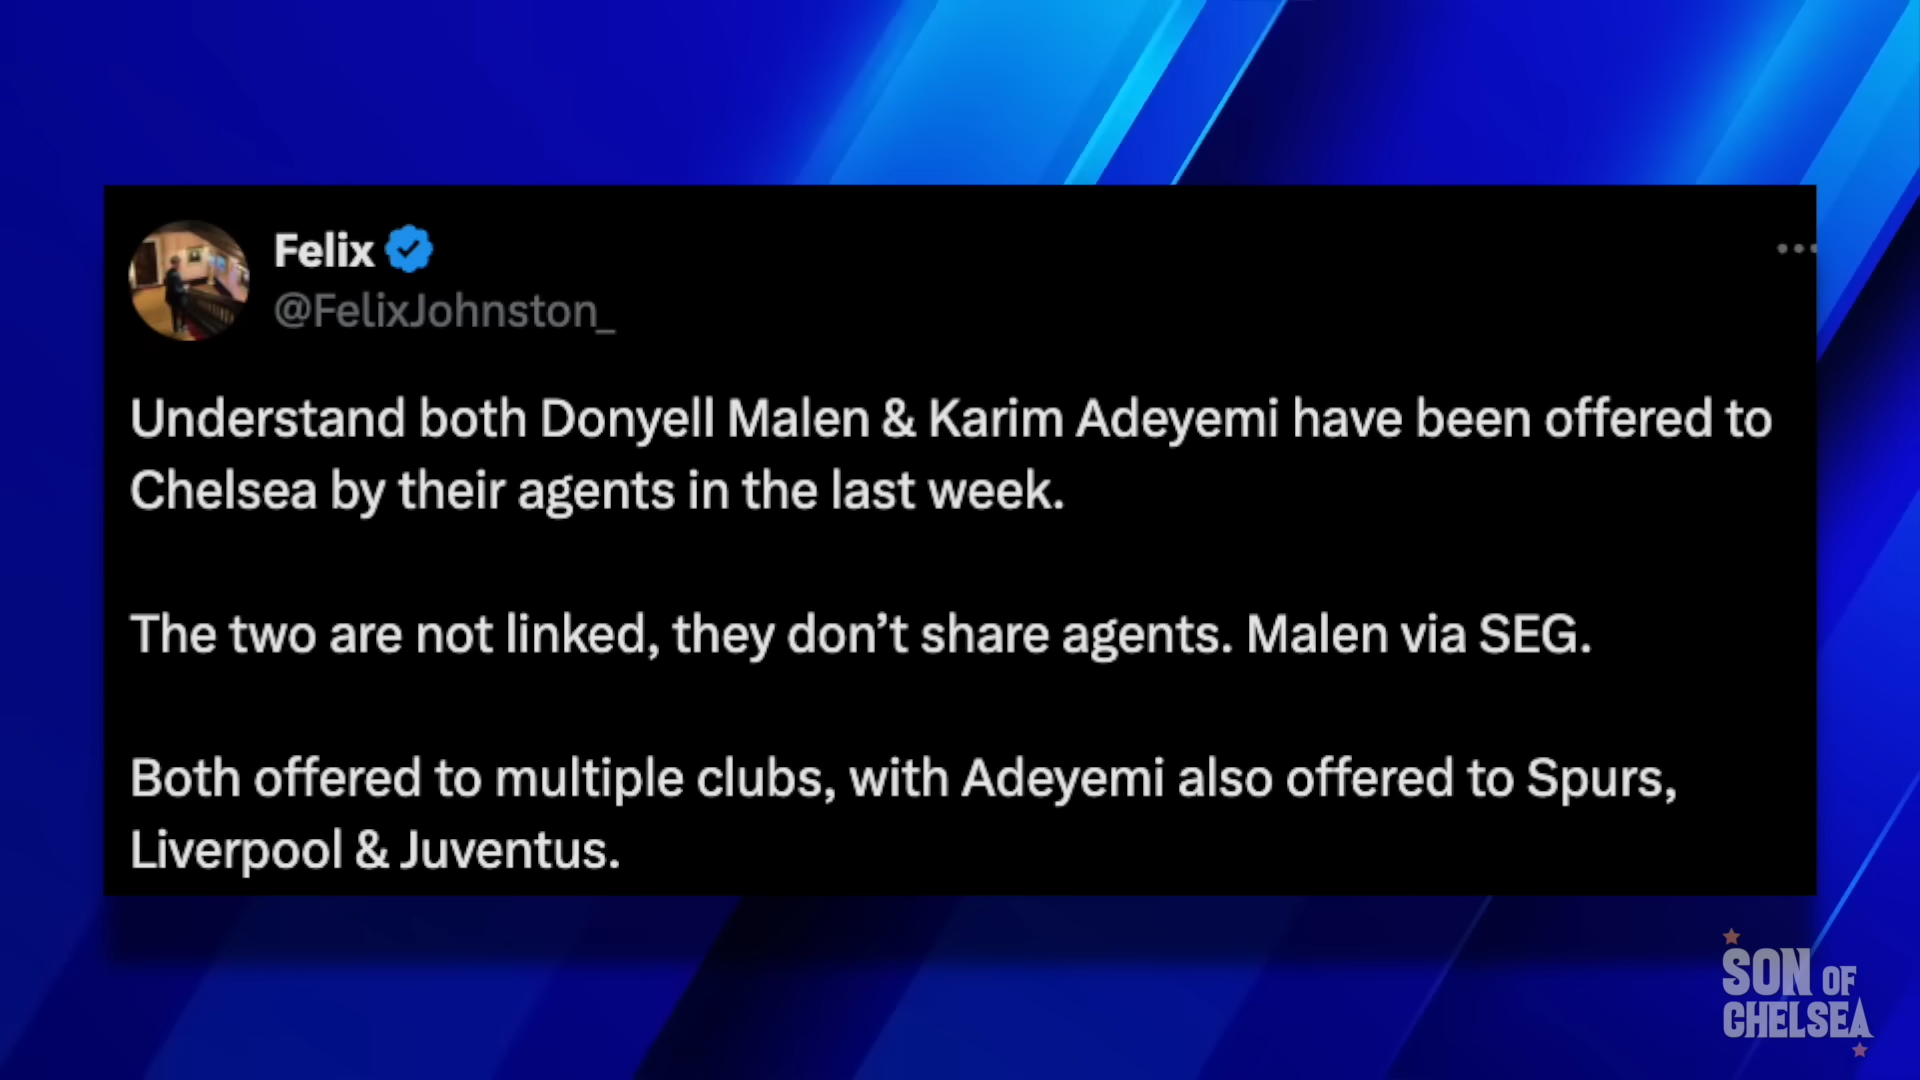 Felix
@FelixJohnston_
Understand both Donyell Malen & Karim Adeyemi have been offered to
Chelsea by their agents in the last week.
The two are not linked, they don’t share agents. Malen via SEG.
Both offered to multiple clubs, with Adeyemi also offered to Spurs,
Liverpool & Juventus.
SON OF
CHELSEA